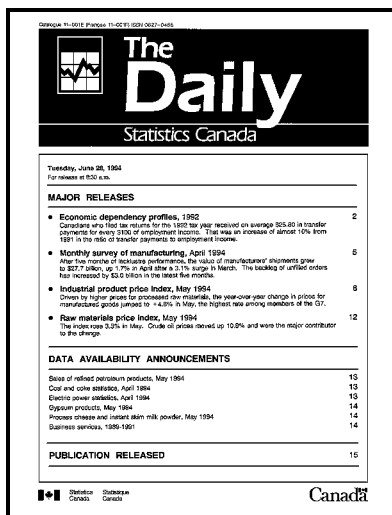 Catalogue 11-001E (Français 11-001F) ISSN 0827-0465
The
Daily
Statistics Canada
Tuesday, June 28, 1994
For release at 8:30 a.m.
MAJOR RELEASES
● Economic dependency profiles, 1992 2
Canadians who filed tax returns for the 1992 tax year received on average $25.80 in transfer
payments for every $100 of employment income. That was an increase of almost 10% from
1991 in the ratio of transfer payments to employment income.
● Monthly survey of manufacturing, April 1994 5
After five months of lacklustre performance, the value of manufacturers' shipments grew
to $27.7 billion, up 1.7% in April after a 3.1% surge in March. The backlog of unfilled orders
has increased by $3.0 billion in the latest five months.
● Industrial product price index, May 1994 8
Driven by higher prices for processed raw materials, the year-over-year change in prices for
manufactured goods jumped to +4.8% in May, the highest rate among members of the G7.
● Raw materials price index, May 1994 12
The index rose 3.3% in May. Crude oil prices moved up 10.8% and were the major contributor
to the change.
DATA AVAILABILITY ANNOUNCEMENTS
Sales of refined petroleum products, May 1994 13
Coal and coke statistics, April 1994 13
Electric power statistics, April 1994 13
Gypsum products, May 1994 14
Process cheese and instant skim milk powder, May 1994 14
Business services, 1989-1991 14
PUBLICATION RELEASED 15
Statistics Statistique
Canada Canada
Canada